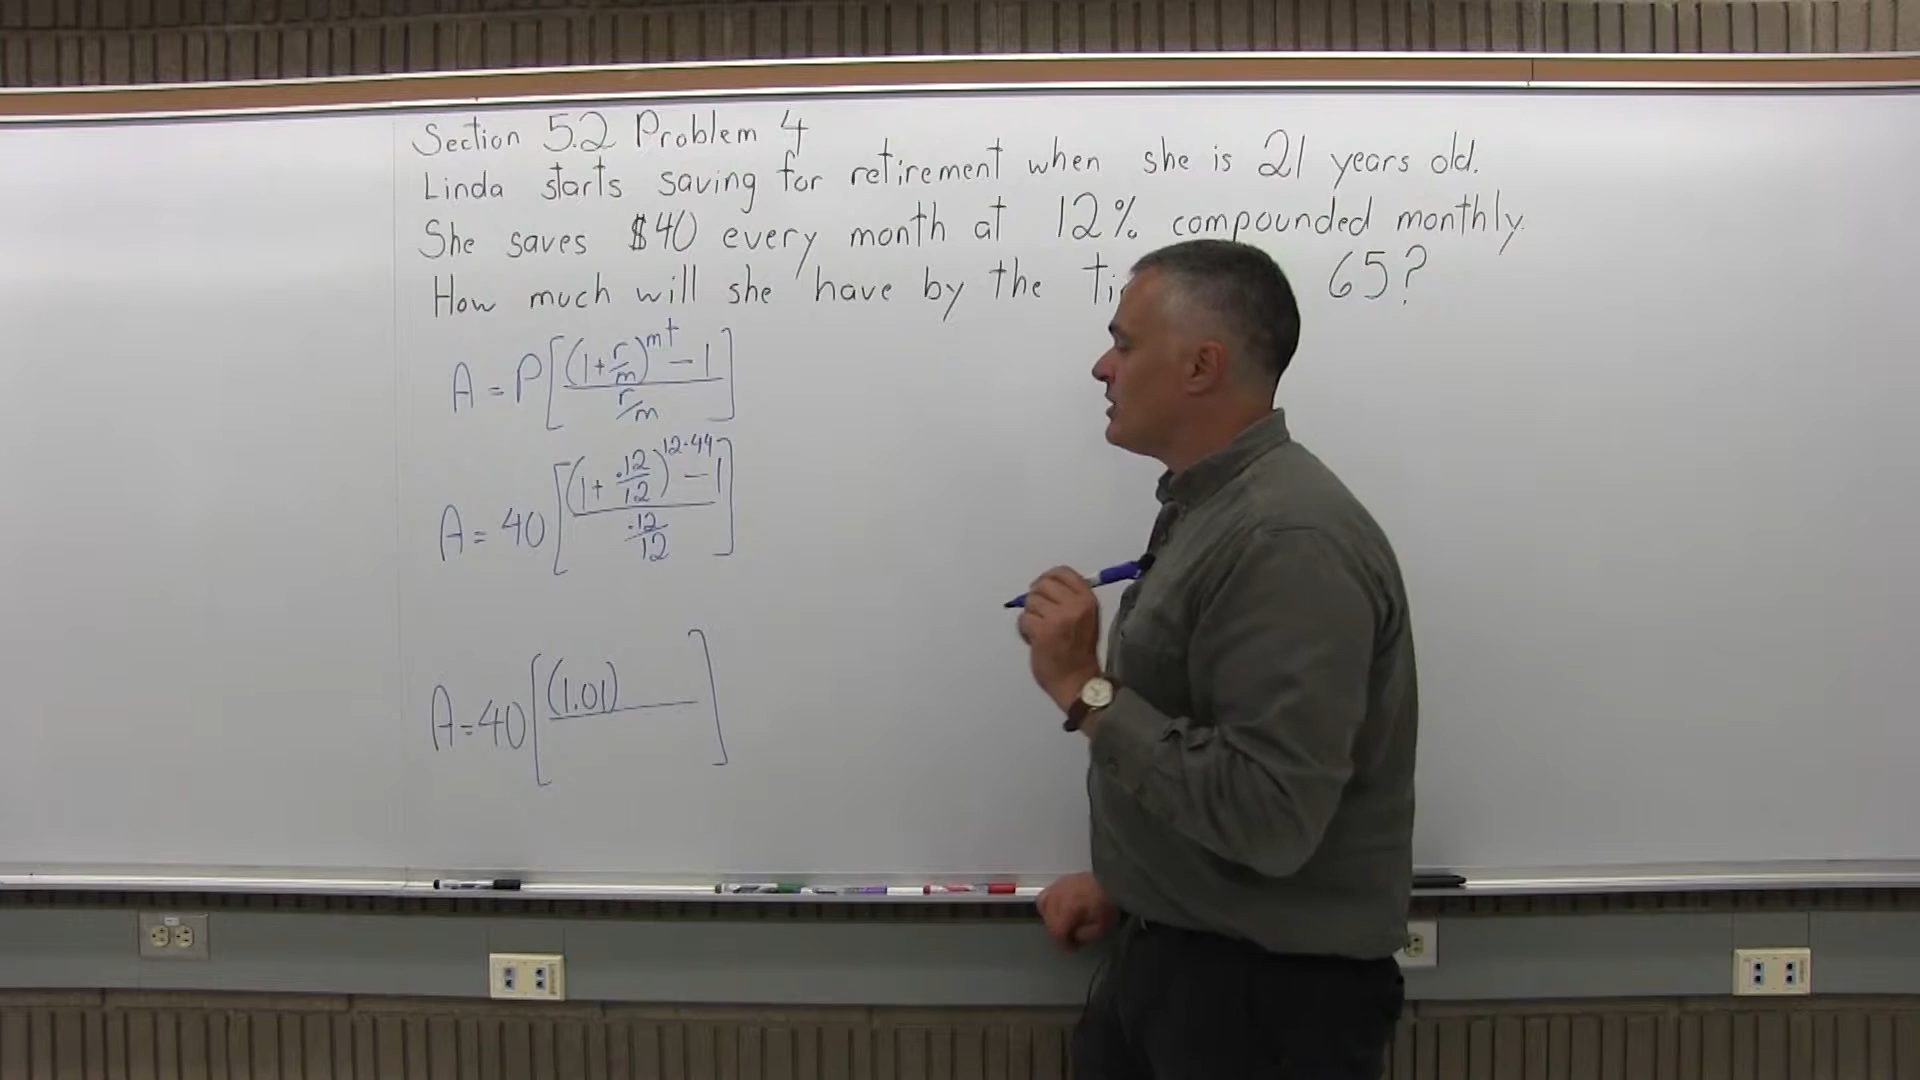 Section 5.2 Problem 4
Linda starts saving for retirement when she is 21 years old.
She saves $40 every month at 12% compounded monthly.
How much will she have by the ti 65?
A = P[((1+r/m)^mt - 1)/(r/m)]
A = 40[((1+.12/12)^12·44 - 1)/(.12/12)]
A = 40[(1.01)]